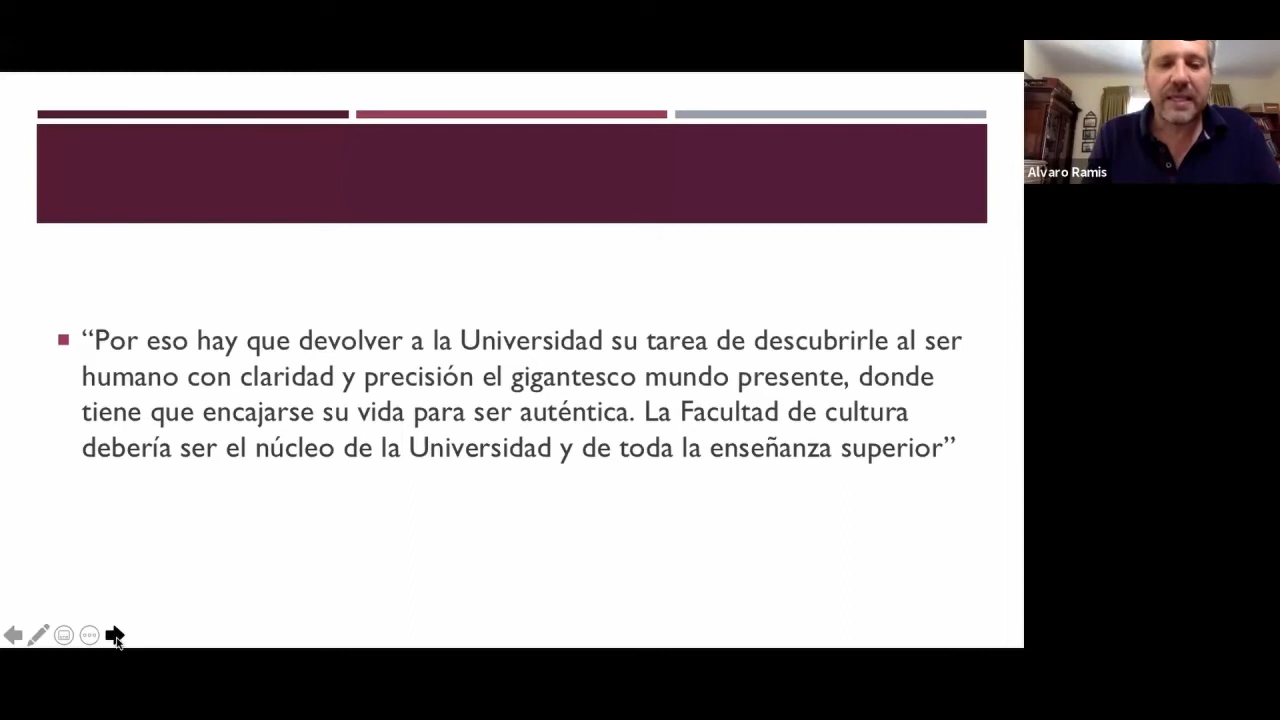 “Por eso hay que devolver a la Universidad su tarea de descubrirle al ser
humano con claridad y precisión el gigantesco mundo presente, donde
tiene que encajarse su vida para ser auténtica. La Facultad de cultura
debería ser el núcleo de la Universidad y de toda la enseñanza superior”
Alvaro Ramis